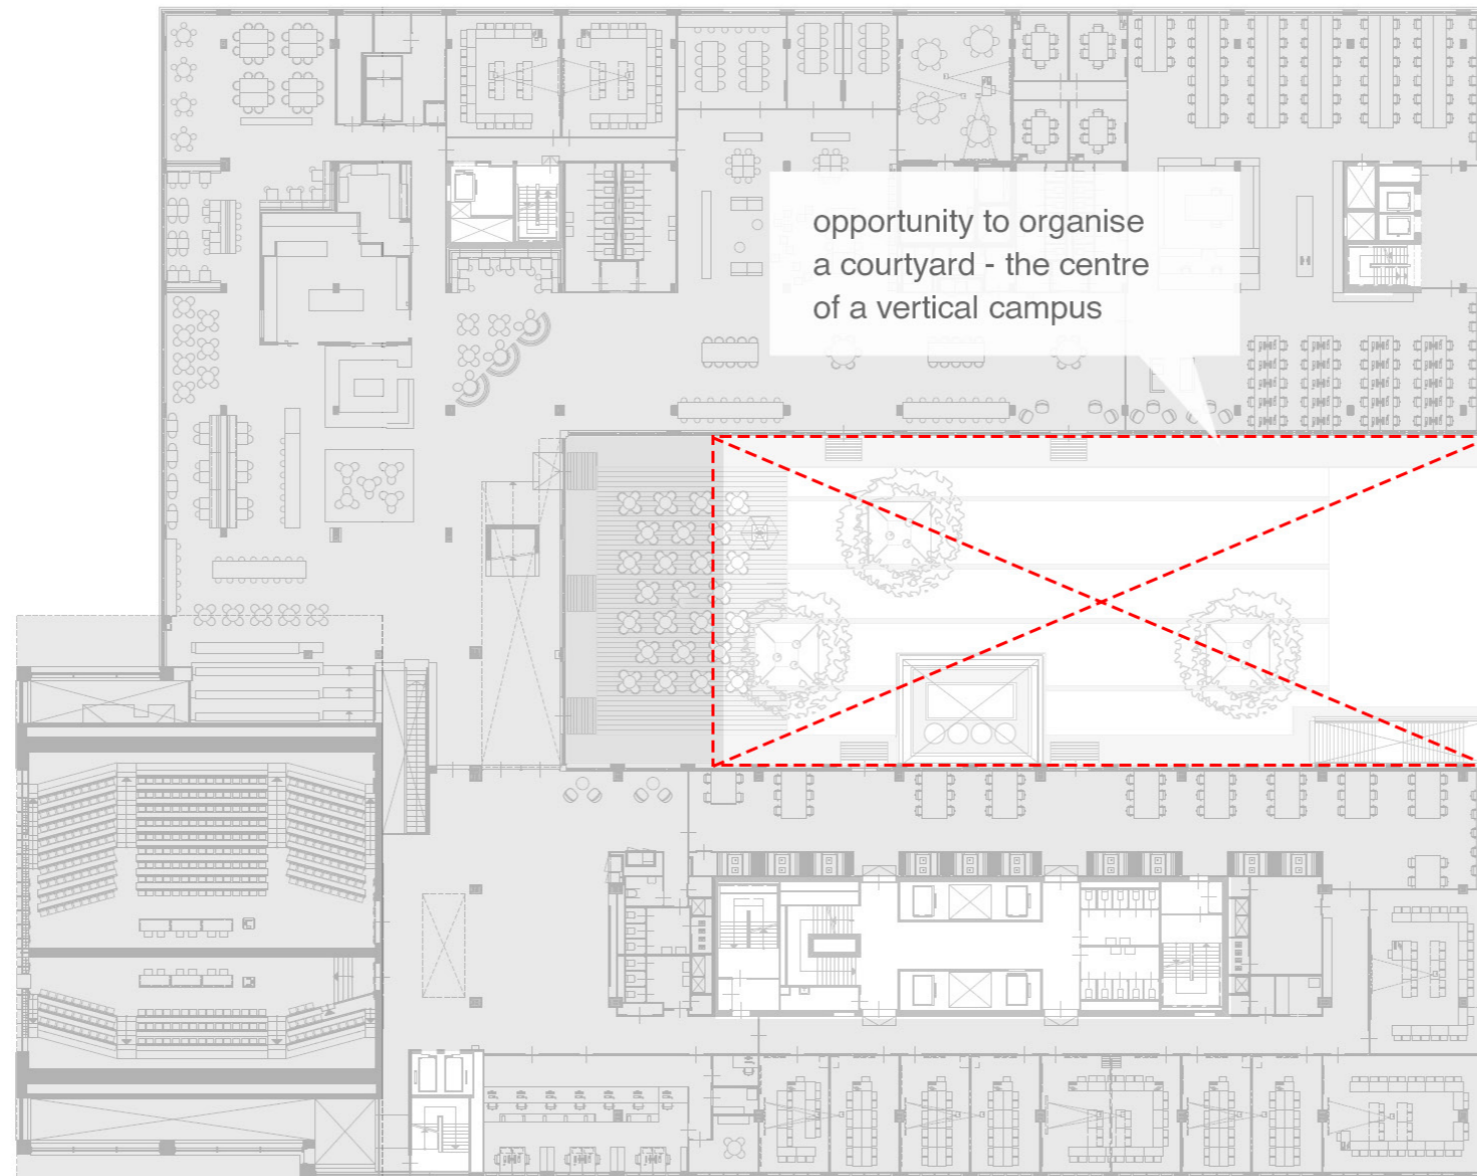 opportunity to organise
a courtyard - the centre
of a vertical campus